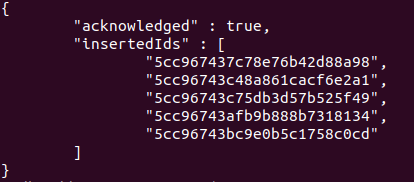 {
"acknowledged" : true,
"insertedIds" : [
"5cc967437c78e76b42d88a98",
"5cc96743c48a861cacf6e2a1",
"5cc96743c75db3d57b525f49",
"5cc96743afb9b888b7318134",
"5cc96743bc9e0b5c1758c0cd"
]
}